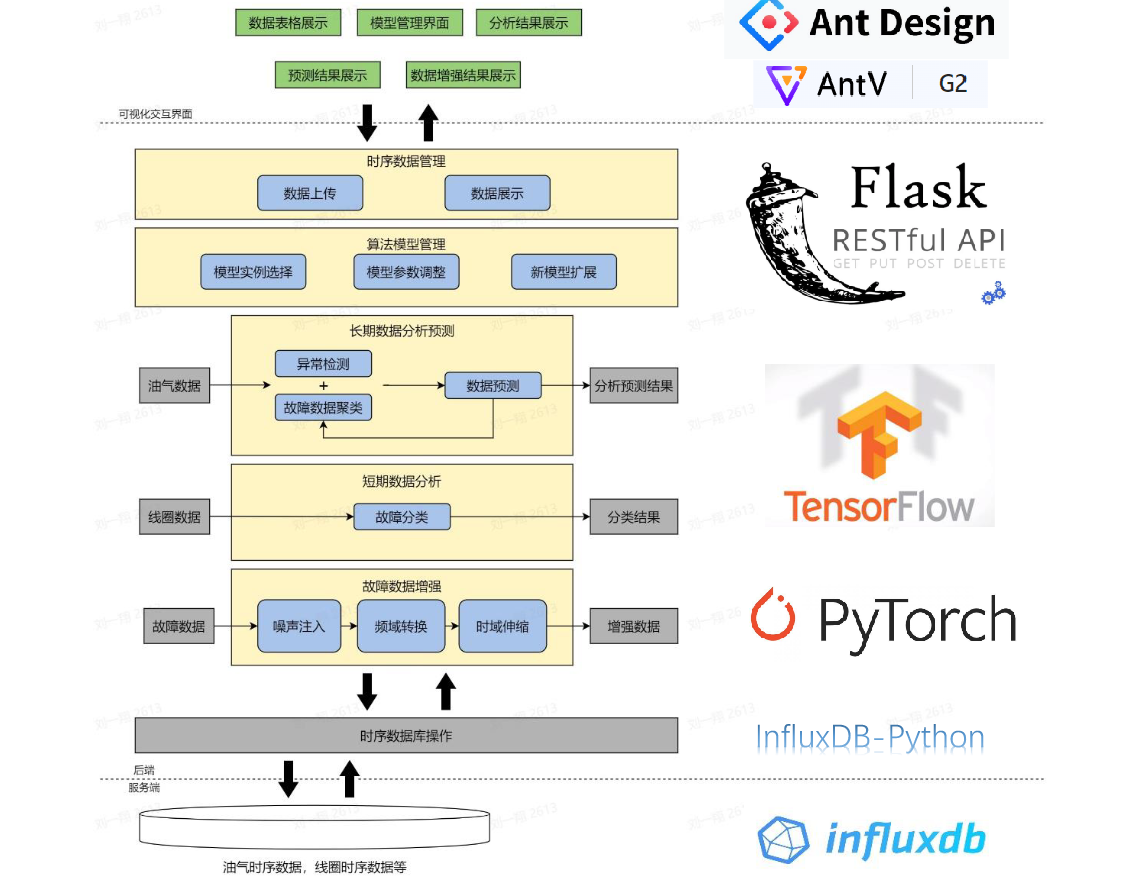 数据表格展示
模型管理界面
分析结果展示
Ant Design
预测结果展示
数据增强结果展示
AntV
G2
可视化交互界面
时序数据管理
数据上传
数据展示
Flask
RESTful API
GET PUT POST DELETE
算法模型管理
模型实例选择
模型参数调整
新模型扩展
长期数据分析预测
油气数据
异常检测
+
故障数据聚类
数据预测
分析预测结果
TensorFlow
短期数据分析
线圈数据
故障分类
分类结果
故障数据增强
故障数据
噪声注入
频域转换
时域伸缩
增强数据
PyTorch
时序数据库操作
InfluxDB-Python
后端
服务端
油气时序数据，线圈时序数据等
influxdb
刘一翔 2613